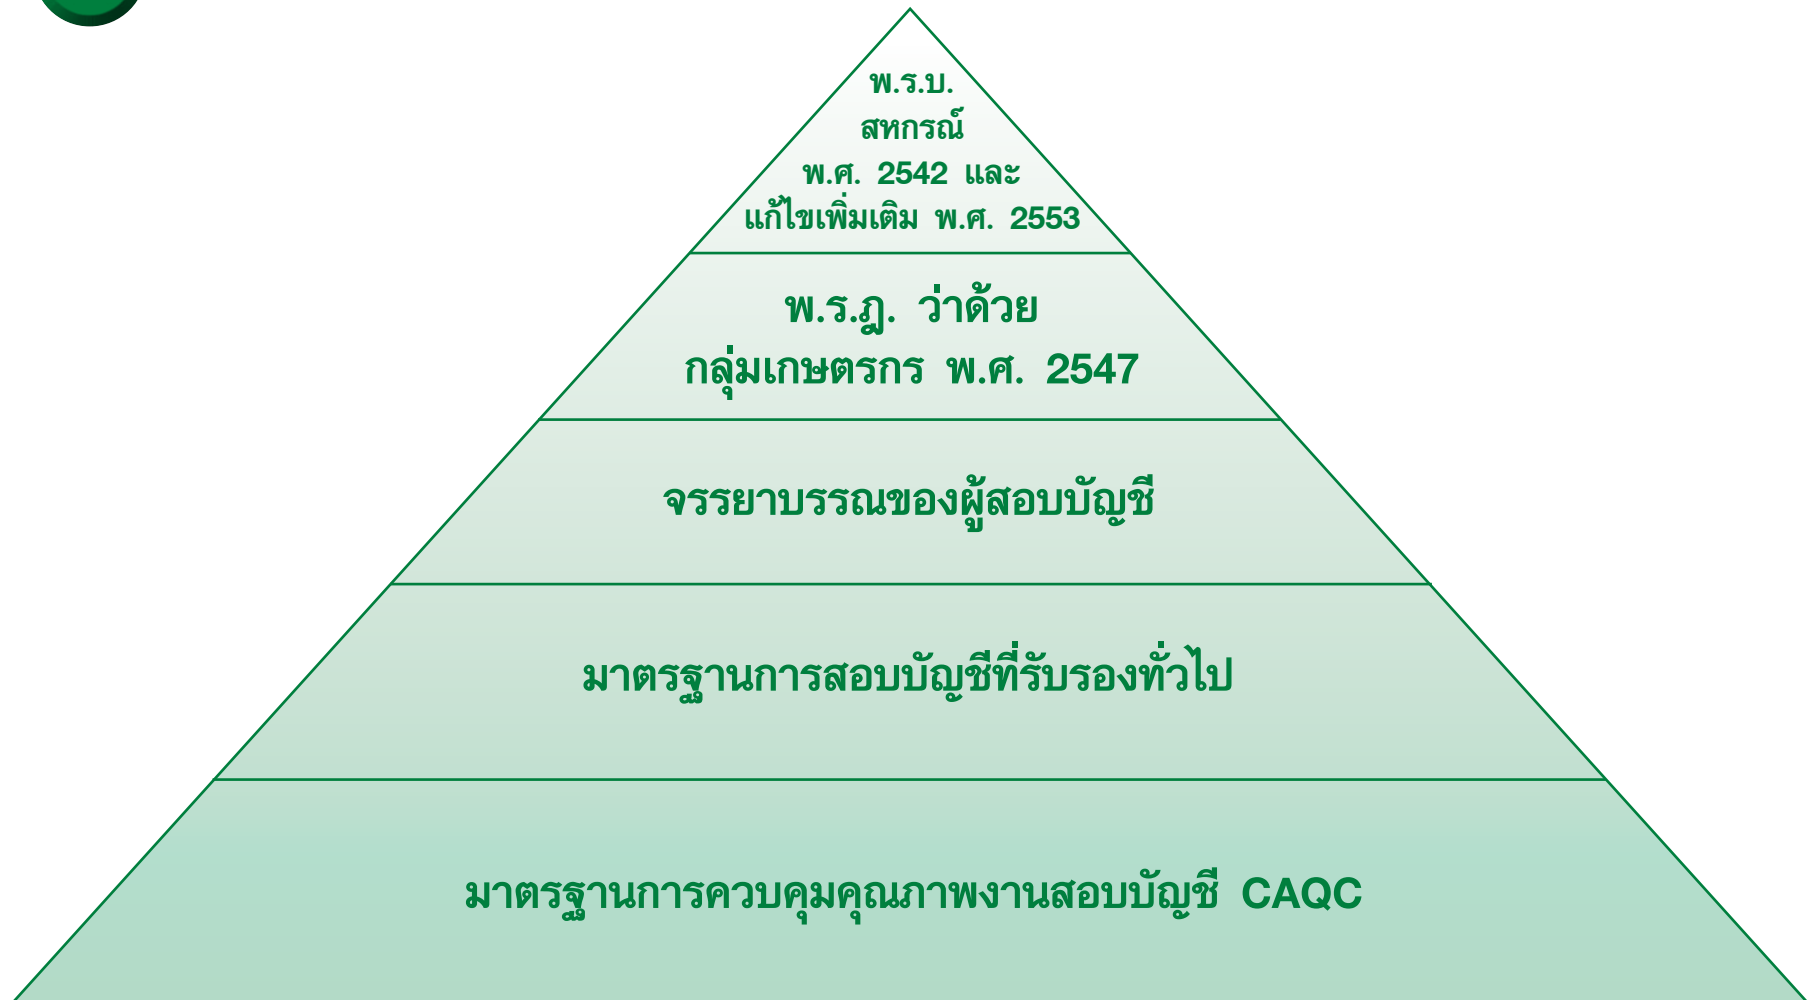 พ.ร.บ.
สหกรณ์
พ.ศ. 2542 และ
แก้ไขเพิ่มเติม พ.ศ. 2553
พ.ร.ฎ. ว่าด้วย
กลุ่มเกษตรกร พ.ศ. 2547
จรรยาบรรณของผู้สอบบัญชี
มาตรฐานการสอบบัญชีที่รับรองทั่วไป
มาตรฐานการควบคุมคุณภาพงานสอบบัญชี CAQC